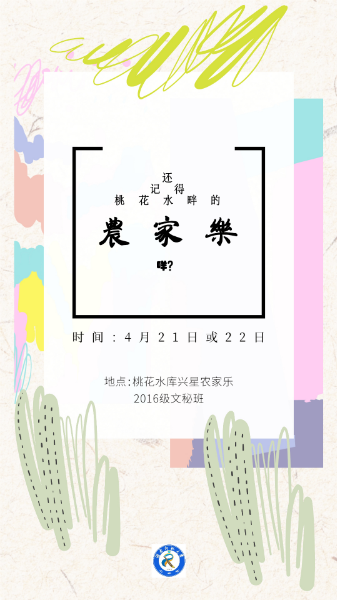 还
记得
桃花水畔的
農家樂
咩?
时间:4月21日或22日
地点:桃花水库兴星农家乐
2016级文秘班